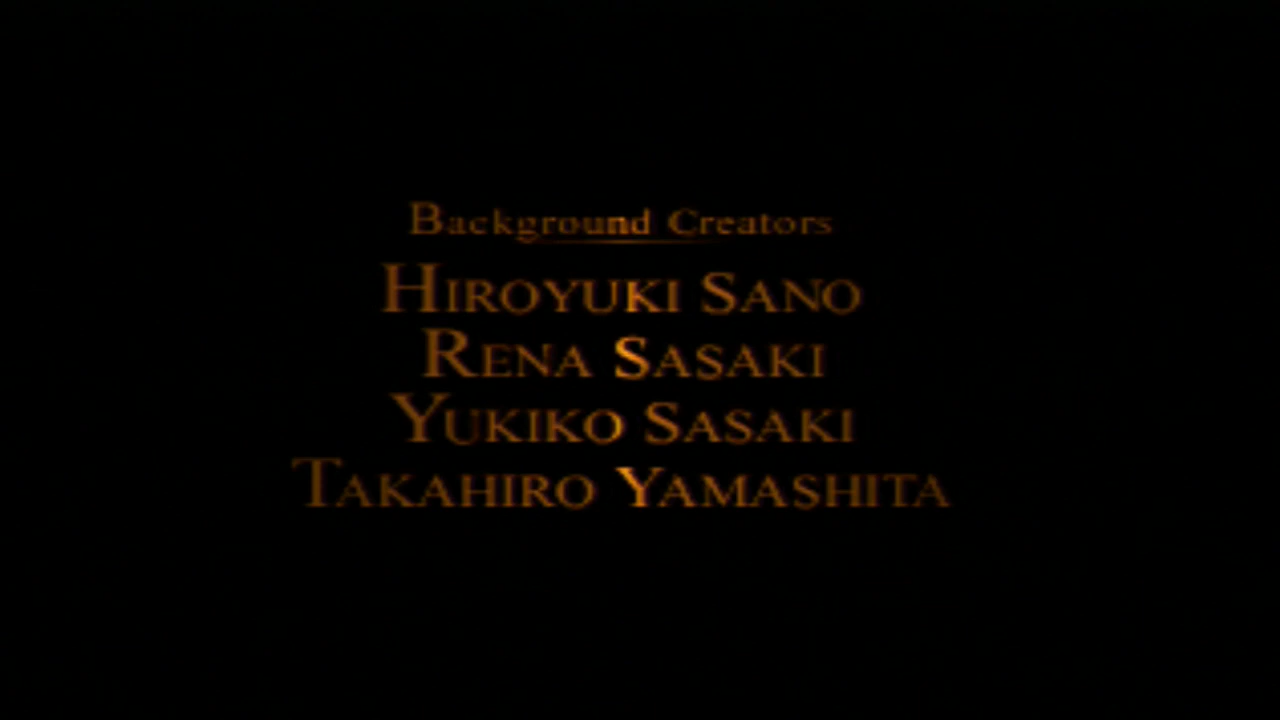 Background Creators
HIROYUKI SANO
RENA SASAKI
YUKIKO SASAKI
TAKAHIRO YAMASHITA